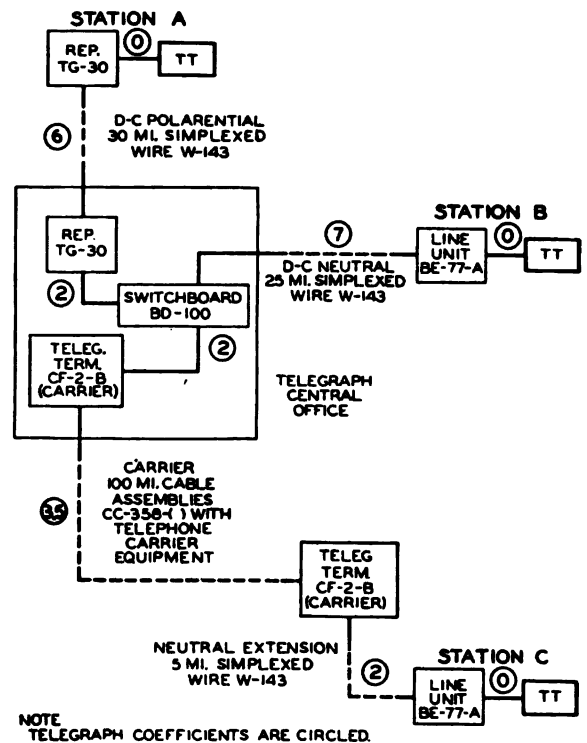 STATION A
0
REP.
TG-30
TT
6
D-C POLARENTIAL
30 MI. SIMPLEXED
WIRE W-143
REP.
TG-30
2
SWITCHBOARD
BD-100
2
TELEG.
TERM.
CF-2-B
(CARRIER)
7
D-C NEUTRAL
25 MI. SIMPLEXED
WIRE W-143
STATION B
0
LINE
UNIT
BE-77-A
TT
TELEGRAPH
CENTRAL
OFFICE
CARRIER
100 MI. CABLE
ASSEMBLIES
CC-358-( ) WITH
TELEPHONE
CARRIER
EQUIPMENT
3.5
TELEG
TERM.
CF-2-B
(CARRIER)
NEUTRAL EXTENSION
5 MI. SIMPLEXED
WIRE W-143
2
STATION C
0
LINE
UNIT
BE-77-A
TT
NOTE
TELEGRAPH COEFFICIENTS ARE CIRCLED.